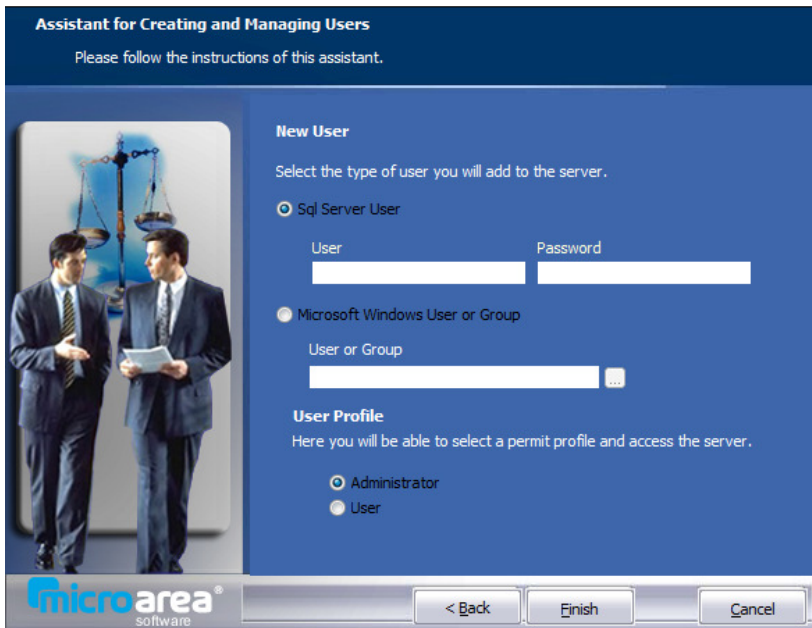 Assistant for Creating and Managing Users
Please follow the instructions of this assistant.
New User
Select the type of user you will add to the server.
Sql Server User
User
Password
Microsoft Windows User or Group
User or Group
...
User Profile
Here you will be able to select a permit profile and access the server.
Administrator
User
microarea®
software
< Back
Finish
Cancel